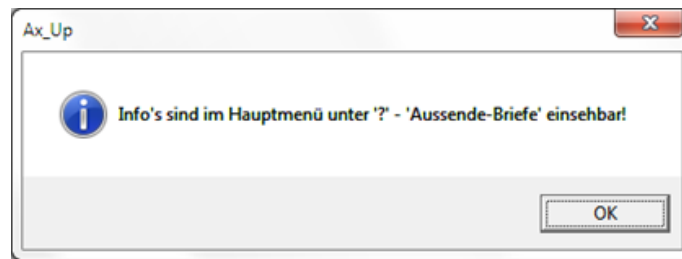 Ax_Up
Info's sind im Hauptmenü unter '?' - 'Aussende-Briefe' einsehbar!
OK